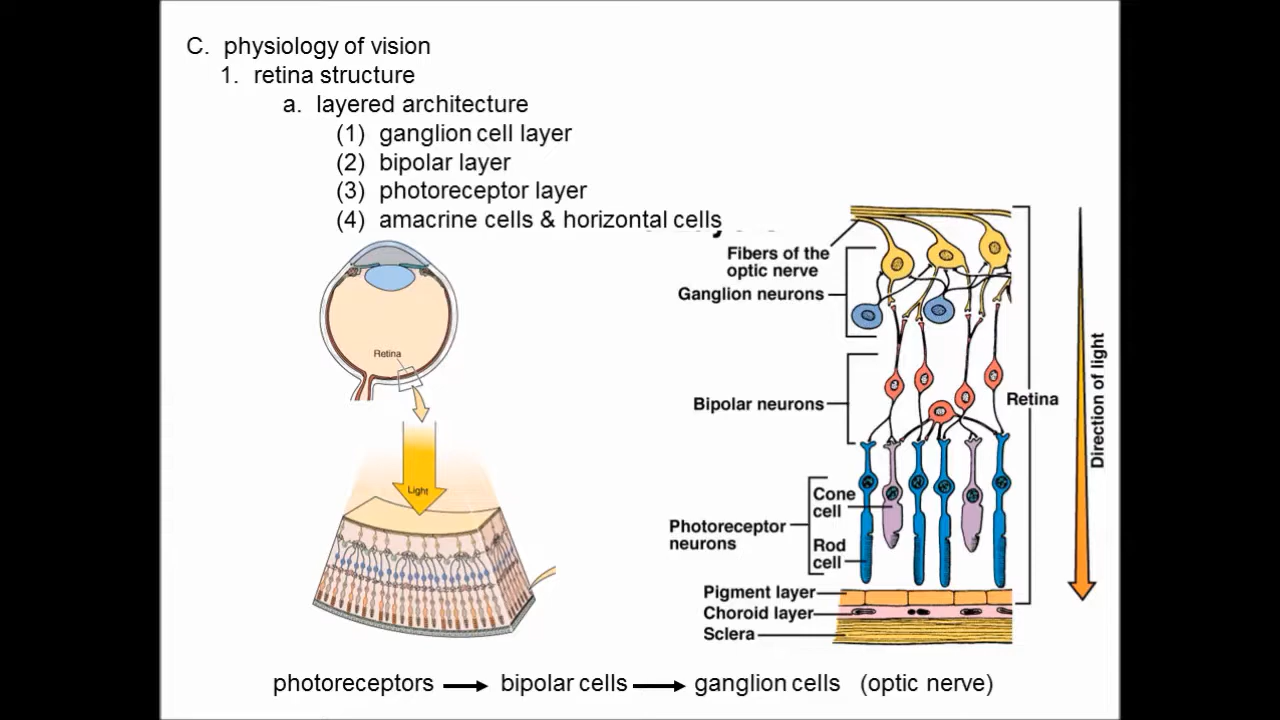 C. physiology of vision
1. retina structure
a. layered architecture
(1) ganglion cell layer
(2) bipolar layer
(3) photoreceptor layer
(4) amacrine cells & horizontal cells
Retina
Light
Fibers of the
optic nerve
Ganglion neurons
Bipolar neurons
Retina
Direction of light
Photoreceptor
neurons
Cone
cell
Rod
cell
Pigment layer
Choroid layer
Sclera
photoreceptors → bipolar cells → ganglion cells (optic nerve)